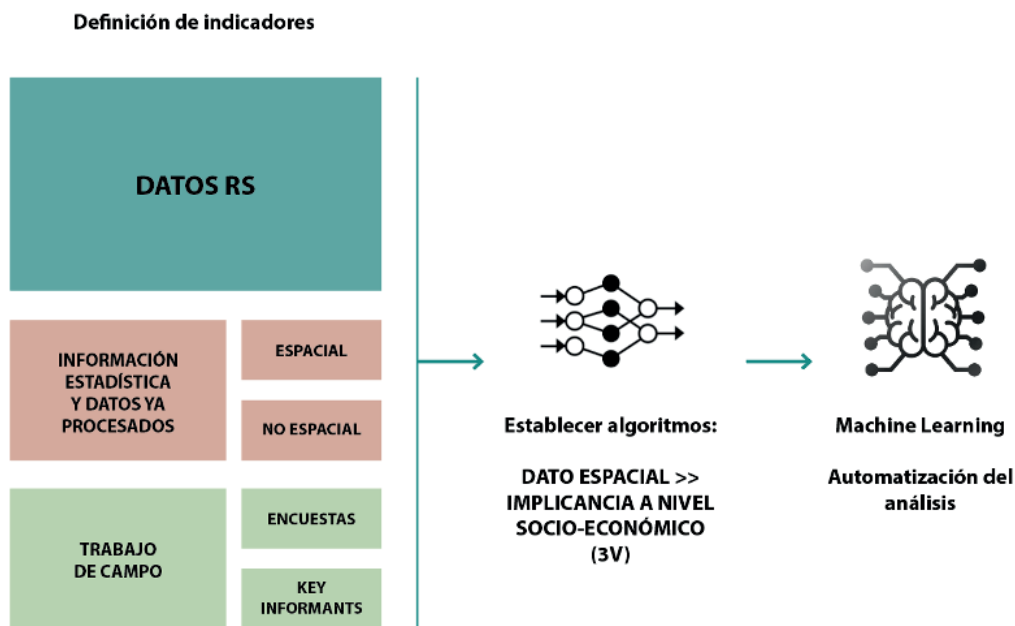 Definición de indicadores
DATOS RS
INFORMACIÓN
ESTADÍSTICA
Y DATOS YA
PROCESADOS
ESPACIAL
NO ESPACIAL
TRABAJO
DE CAMPO
ENCUESTAS
KEY
INFORMANTS
Establecer algoritmos:
DATO ESPACIAL >>
IMPLICANCIA A NIVEL
SOCIO-ECONÓMICO
(3V)
Machine Learning
Automatización del
análisis